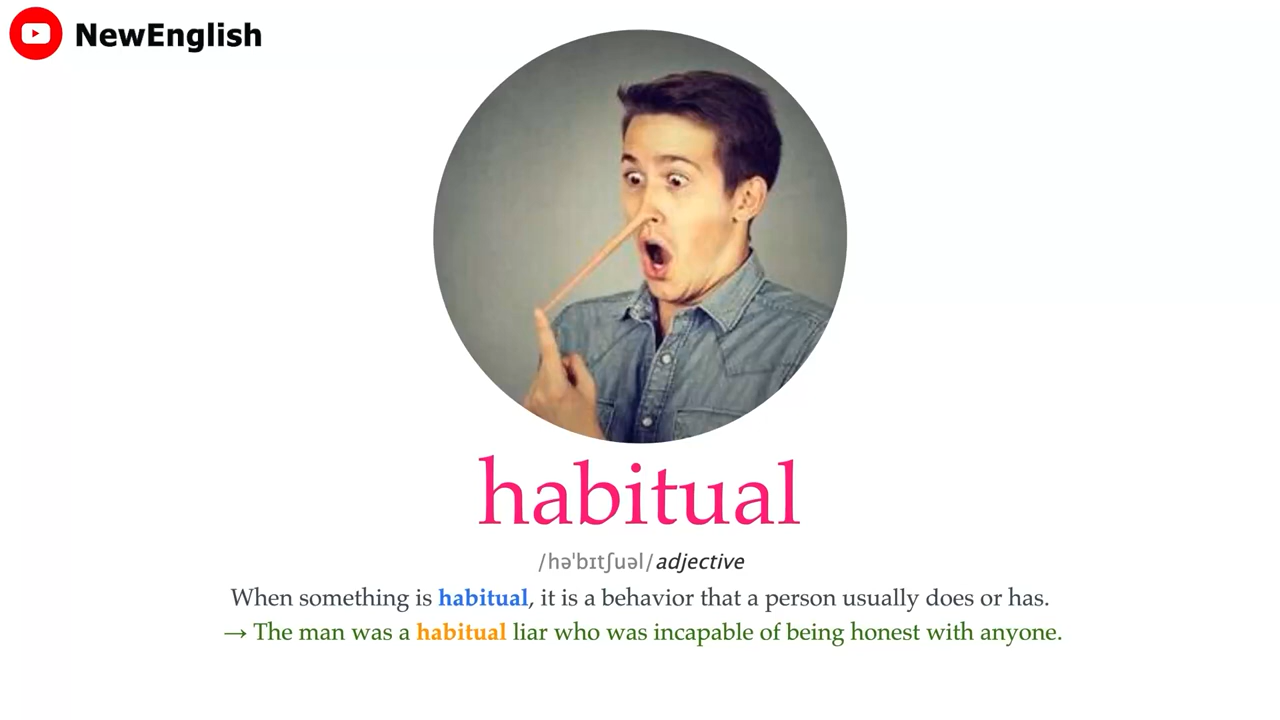 NewEnglish
habitual
/həˈbɪtʃuəl/adjective
When something is habitual, it is a behavior that a person usually does or has.
→ The man was a habitual liar who was incapable of being honest with anyone.